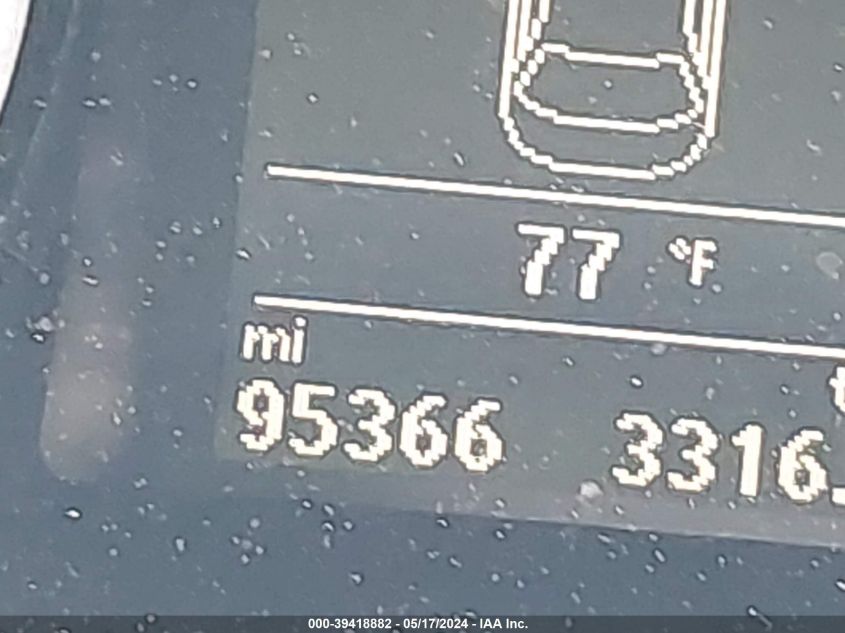 77 °F
mi
95366 3316.
000-39418882 - 05/17/2024 - IAA Inc.